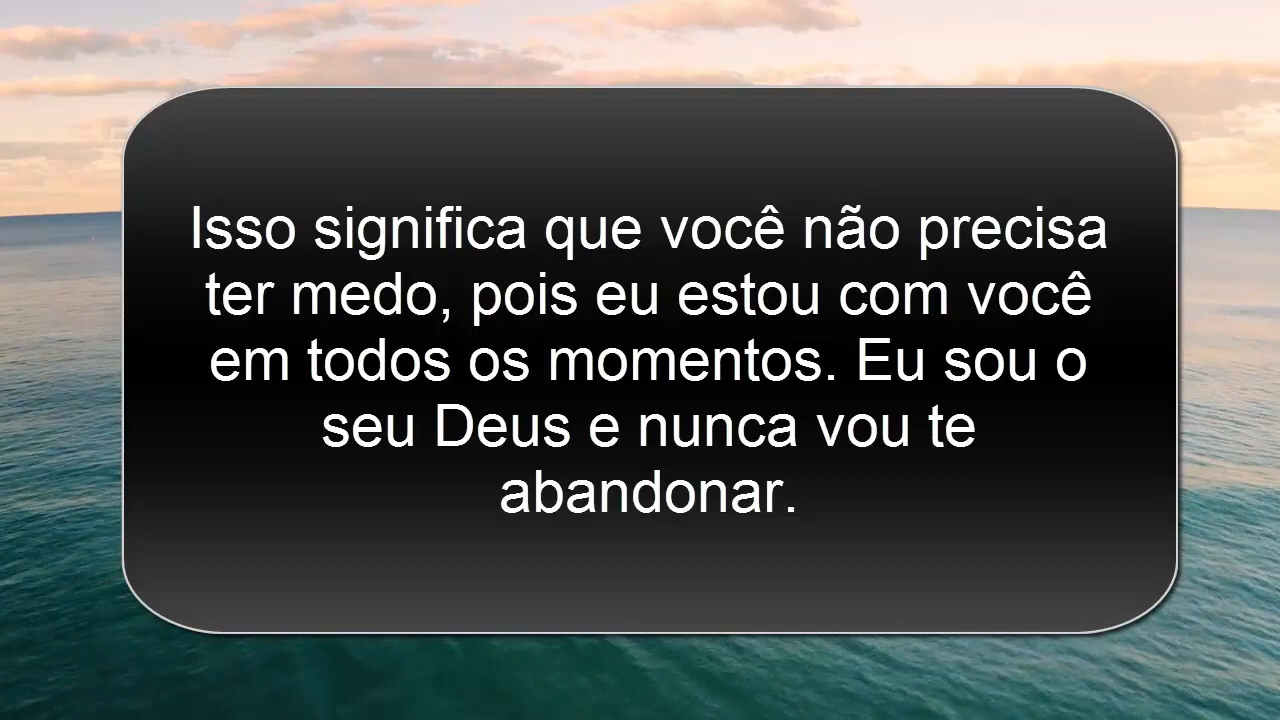 Isso significa que você não precisa
ter medo, pois eu estou com você
em todos os momentos. Eu sou o
seu Deus e nunca vou te
abandonar.